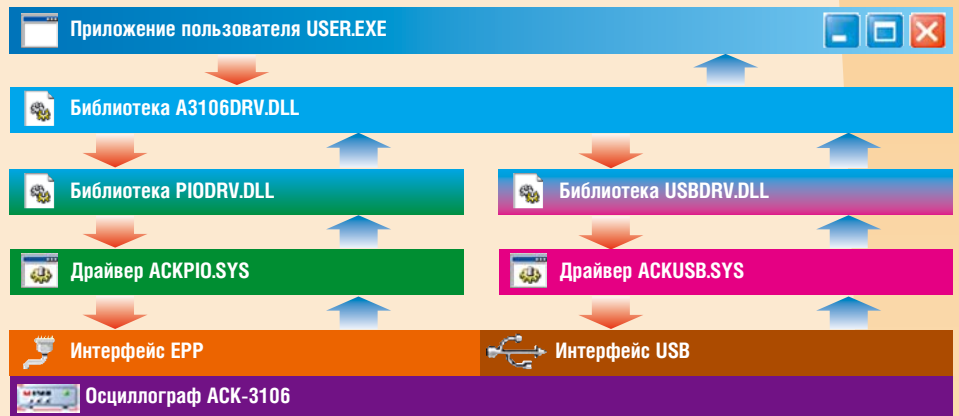 Приложение пользователя USER.EXE
Библиотека A3106DRV.DLL
Библиотека PIODRV.DLL
Библиотека USBDRV.DLL
Драйвер ACKPIO.SYS
Драйвер ACKUSB.SYS
Интерфейс EPP
Интерфейс USB
Осциллограф АСК-3106